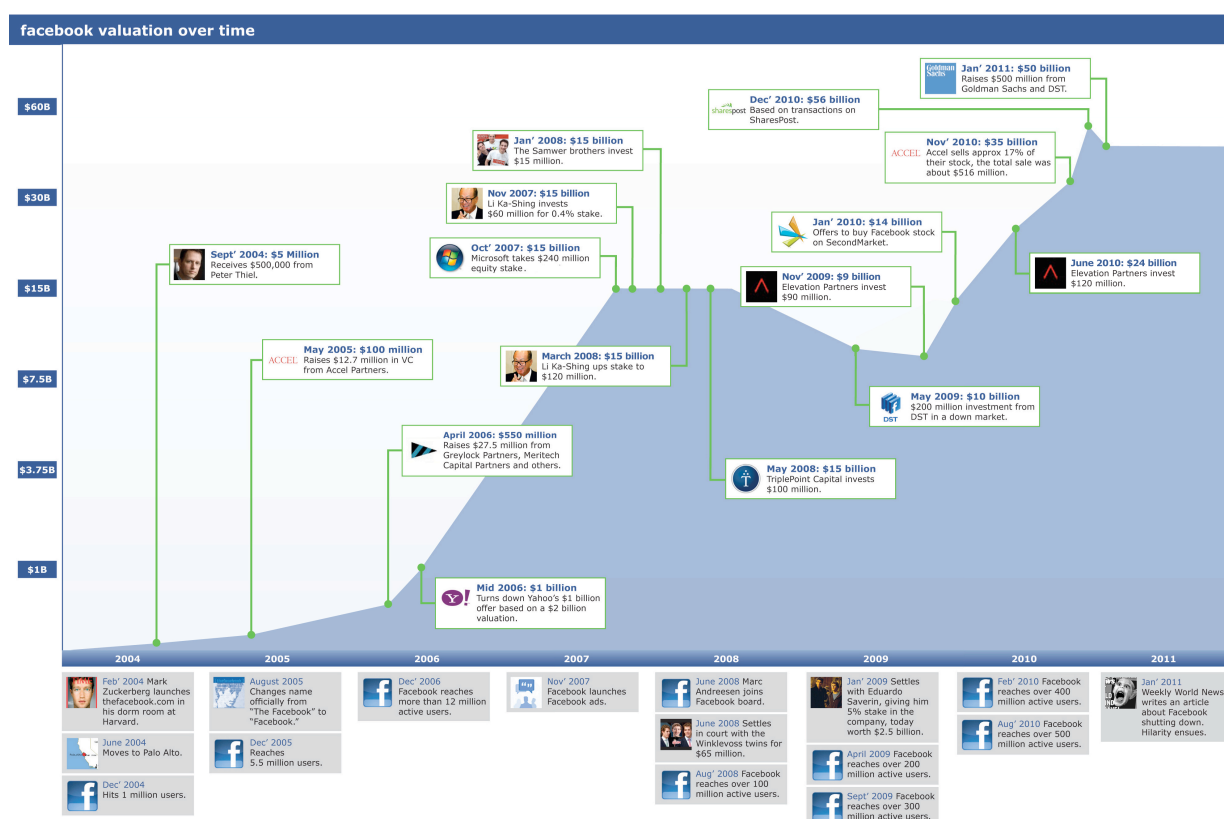 facebook valuation over time
$60B
$30B
$15B
$7.5B
$3.75B
$1B
Sept’ 2004: $5 Million
Receives $500,000 from
Peter Thiel.
ACCEL
May 2005: $100 million
Raises $12.7 million in VC
from Accel Partners.
April 2006: $550 million
Raises $27.5 million from
Greylock Partners, Meritech
Capital Partners and others.
Y!
Mid 2006: $1 billion
Turns down Yahoo’s $1 billion
offer based on a $2 billion
valuation.
Oct’ 2007: $15 billion
Microsoft takes $240 million
equity stake.
Nov 2007: $15 billion
Li Ka-Shing invests
$60 million for 0.4% stake.
Jan’ 2008: $15 billion
The Samwer brothers invest
$15 million.
March 2008: $15 billion
Li Ka-Shing ups stake to
$120 million.
May 2008: $15 billion
TriplePoint Capital invests
$100 million.
DST
May 2009: $10 billion
$200 million investment from
DST in a down market.
Nov’ 2009: $9 billion
Elevation Partners invest
$90 million.
Jan’ 2010: $14 billion
Offers to buy Facebook stock
on SecondMarket.
June 2010: $24 billion
Elevation Partners invest
$120 million.
ACCEL
Nov’ 2010: $35 billion
Accel sells approx 17% of
their stock, the total sale was
about $516 million.
sharespost
Dec’ 2010: $56 billion
Based on transactions on
SharesPost.
Goldman
Sachs
Jan’ 2011: $50 billion
Raises $500 million from
Goldman Sachs and DST.
2004
2005
2006
2007
2008
2009
2010
2011
Feb’ 2004 Mark
Zuckerberg launches
thefacebook.com in
his dorm room at
Harvard.
June 2004
Moves to Palo Alto.
f
Dec’ 2004
Hits 1 million users.
August 2005
Changes name
officially from
“The Facebook” to
“Facebook.”
f
Dec’ 2005
Reaches
5.5 million users.
f
Dec’ 2006
Facebook reaches
more than 12 million
active users.
Nov’ 2007
Facebook launches
Facebook ads.
f
June 2008 Marc
Andreesen joins
Facebook board.
June 2008 Settles
in court with the
Winklevoss twins for
$65 million.
f
Aug’ 2008 Facebook
reaches over 100
million active users.
Jan’ 2009 Settles
with Eduardo
Saverin, giving him
5% stake in the
company, today
worth $2.5 billion.
f
April 2009 Facebook
reaches over 200
million active users.
f
Sept’ 2009 Facebook
reaches over 300
million active users.
f
Feb’ 2010 Facebook
reaches over 400
million active users.
f
Aug’ 2010 Facebook
reaches over 500
million active users.
Jan’ 2011
Weekly World News
writes an article
about Facebook
shutting down.
Hilarity ensues.